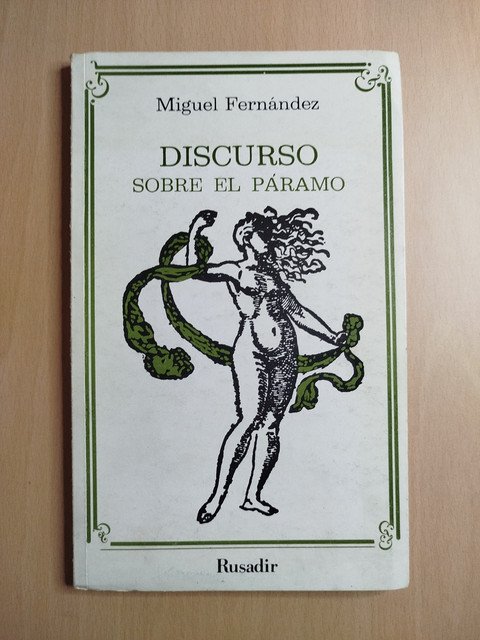 Miguel Fernández
DISCURSO
SOBRE EL PÁRAMO
Rusadir